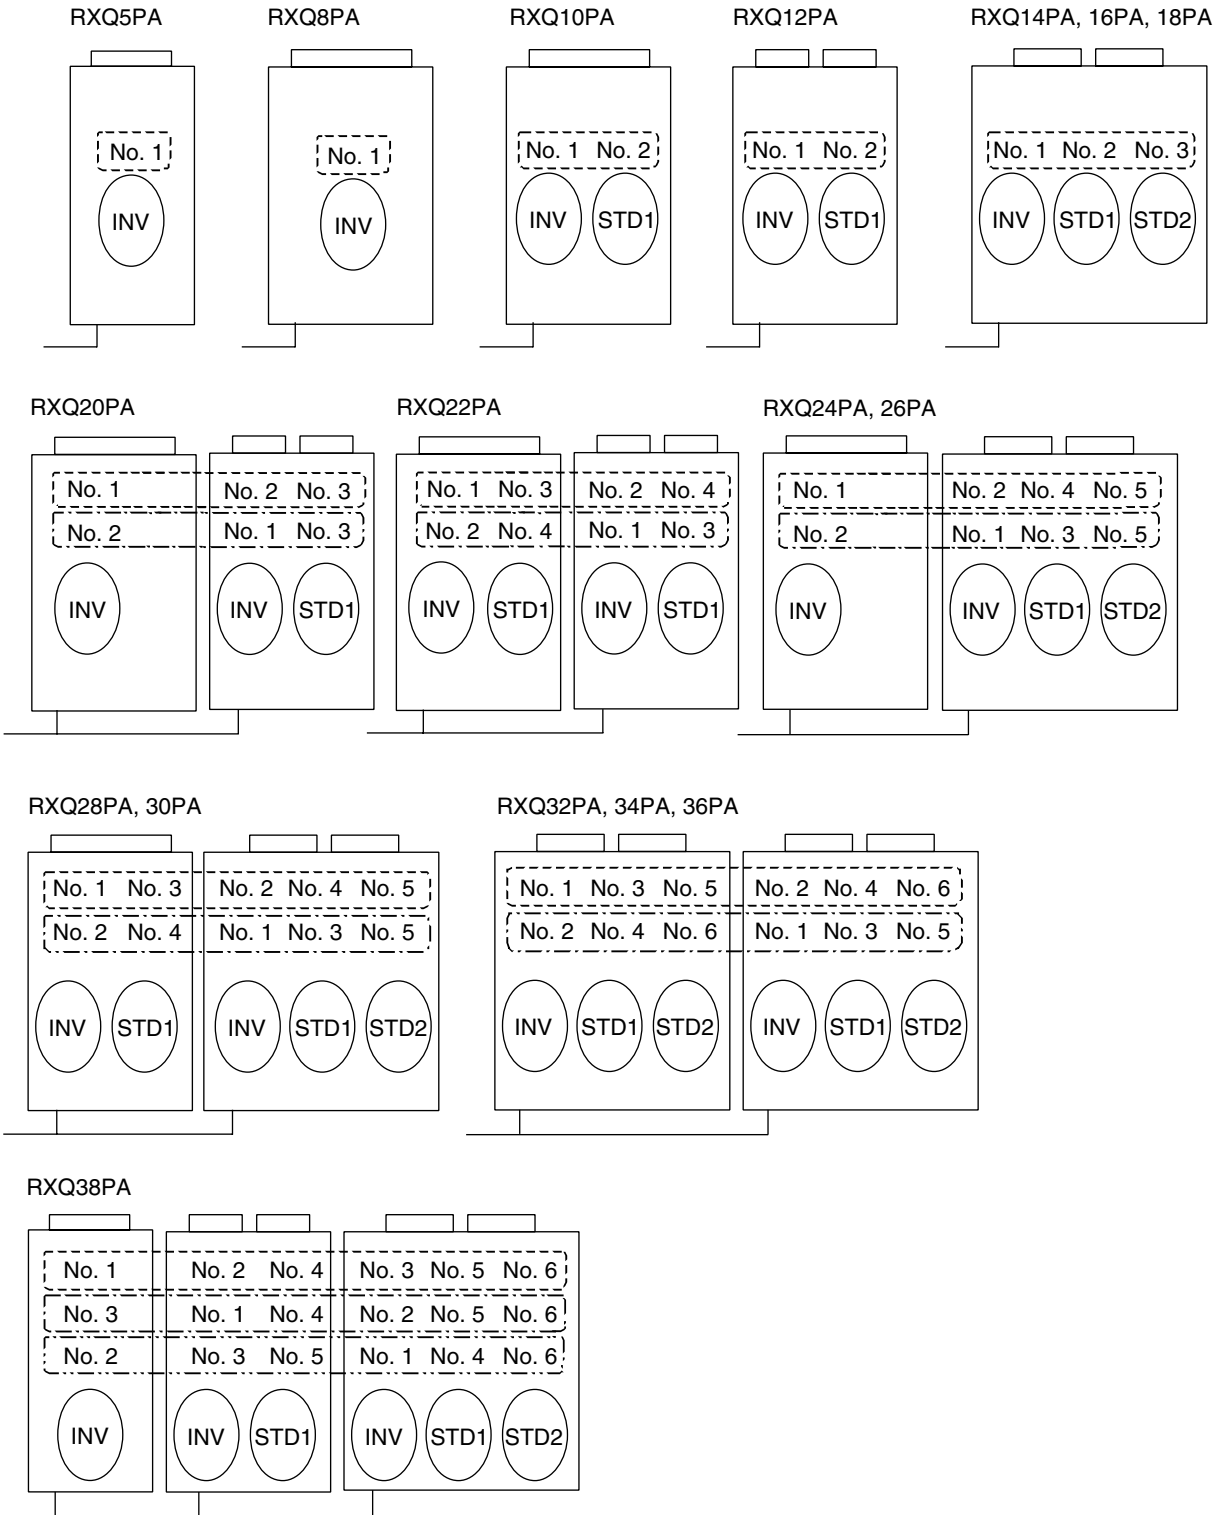 RXQ5PA RXQ8PA RXQ10PA RXQ12PA RXQ14PA, 16PA, 18PA
No. 1 No. 1 No. 1 No. 2 No. 1 No. 2 No. 1 No. 2 No. 3
INV INV INV STD1 INV STD1 INV STD1 STD2
RXQ20PA RXQ22PA RXQ24PA, 26PA
No. 1 No. 2 No. 3 No. 1 No. 3 No. 2 No. 4 No. 1 No. 2 No. 4 No. 5
No. 2 No. 1 No. 3 No. 2 No. 4 No. 1 No. 3 No. 2 No. 1 No. 3 No. 5
INV INV STD1 INV STD1 INV STD1 INV INV STD1 STD2
RXQ28PA, 30PA RXQ32PA, 34PA, 36PA
No. 1 No. 3 No. 2 No. 4 No. 5 No. 1 No. 3 No. 5 No. 2 No. 4 No. 6
No. 2 No. 4 No. 1 No. 3 No. 5 No. 2 No. 4 No. 6 No. 1 No. 3 No. 5
INV STD1 INV STD1 STD2 INV STD1 STD2 INV STD1 STD2
RXQ38PA
No. 1 No. 2 No. 4 No. 3 No. 5 No. 6
No. 3 No. 1 No. 4 No. 2 No. 5 No. 6
No. 2 No. 3 No. 5 No. 1 No. 4 No. 6
INV INV STD1 INV STD1 STD2